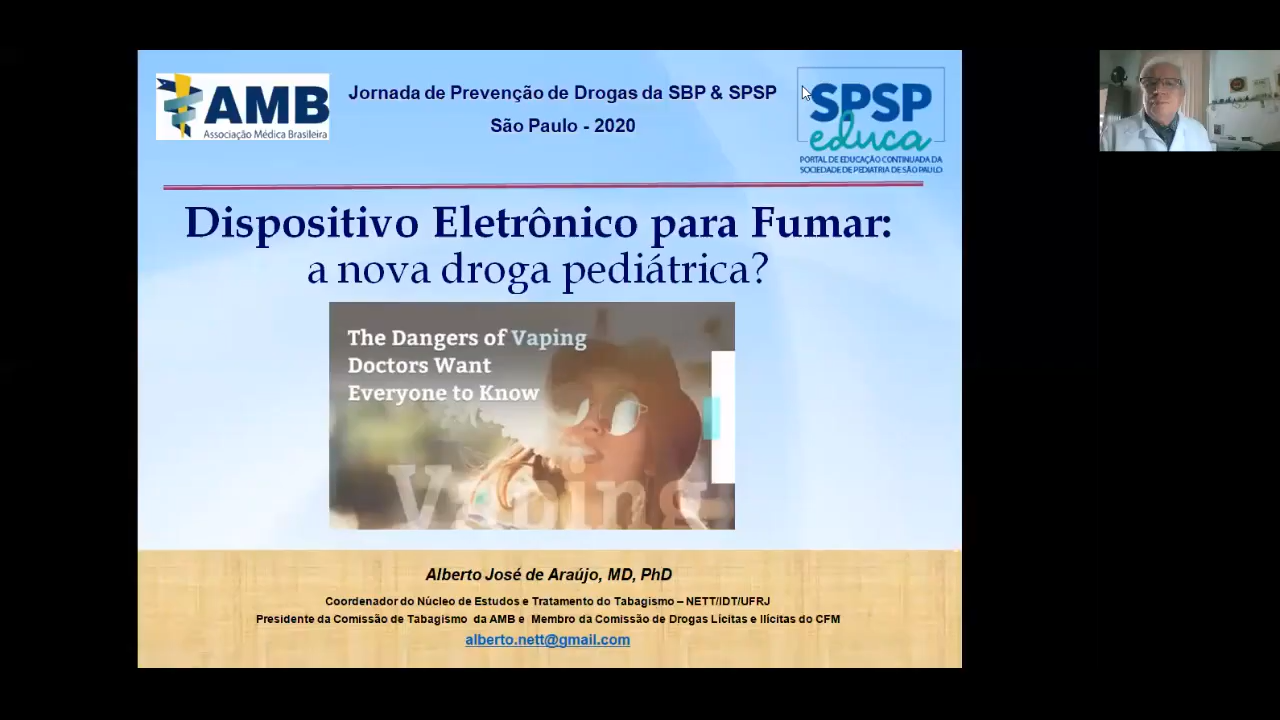 AMB
Associação Médica Brasileira
Jornada de Prevenção de Drogas da SBP & SPSP
São Paulo - 2020
SPSP
educa
PORTAL DE EDUCAÇÃO CONTINUADA DA
SOCIEDADE DE PEDIATRIA DE SÃO PAULO
Dispositivo Eletrônico para Fumar:
a nova droga pediátrica?
The Dangers of Vaping
Doctors Want
Everyone to Know
Vaping
Alberto José de Araújo, MD, PhD
Coordenador do Núcleo de Estudos e Tratamento do Tabagismo – NETT/IDT/UFRJ
Presidente da Comissão de Tabagismo da AMB e Membro da Comissão de Drogas Lícitas e Ilícitas do CFM
alberto.nett@gmail.com